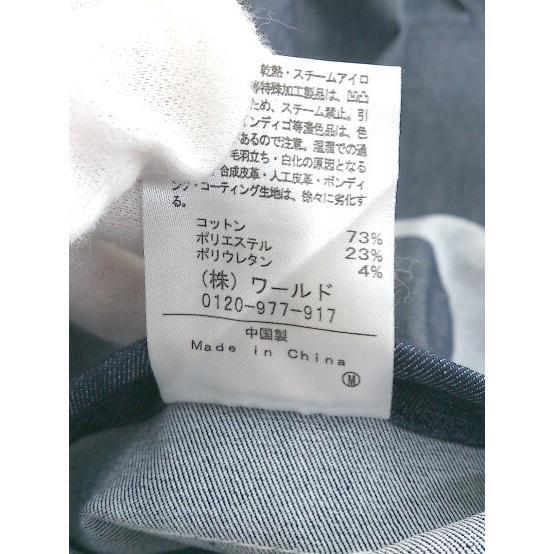 乾熱・スチームアイロ
特殊加工製品は、凹凸
ため、スチーム禁止。引
ンディゴ等濃色品は、色
あるので注意。湿潤での過
毛羽立ち・白化の原因となる
合成皮革・人工皮革・ボンディ
ング・コーティング生地は、徐々に劣化す
る。
コットン 73%
ポリエステル 23%
ポリウレタン 4%
(株) ワールド
0120-977-917
中国製
Made in China
M